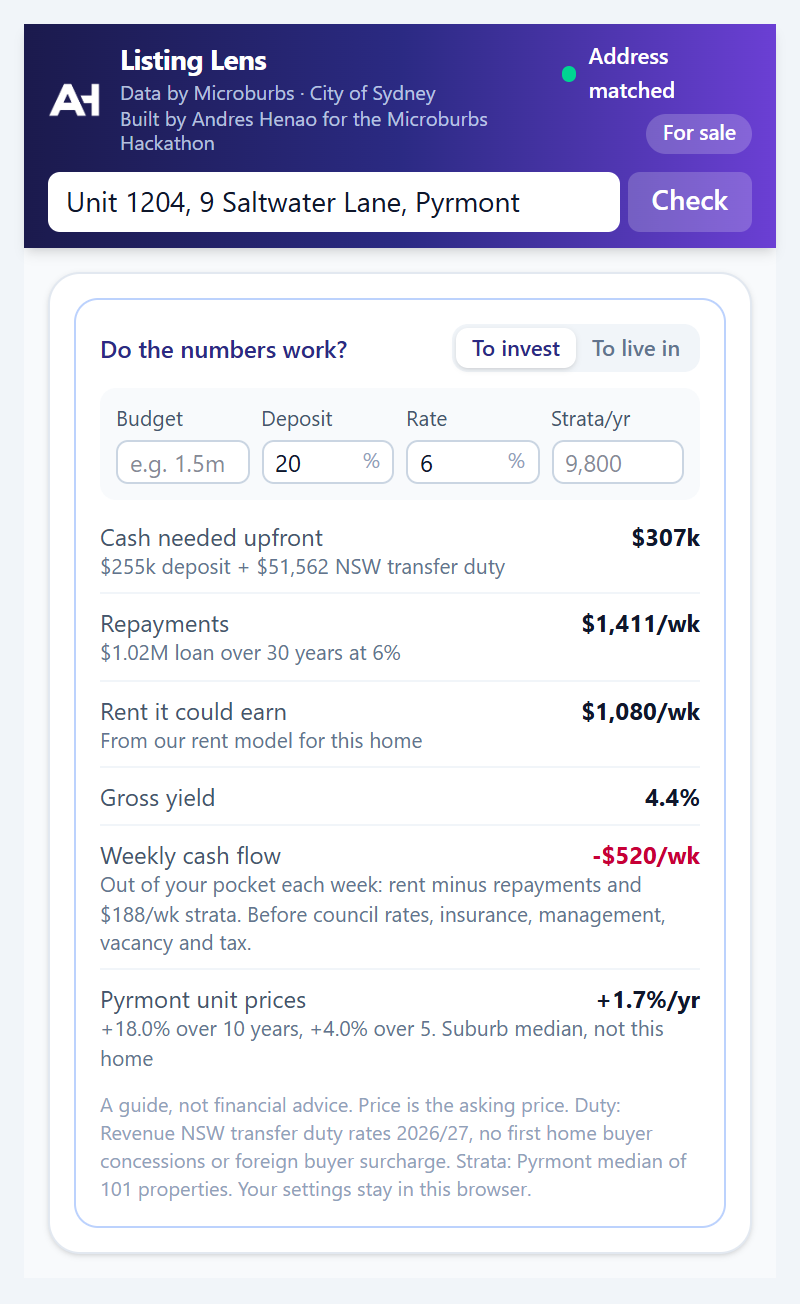 Listing Lens
Data by Microburbs · City of Sydney
Built by Andres Henao for the Microburbs
Hackathon
Address
matched
For sale
AH
Unit 1204, 9 Saltwater Lane, Pyrmont
Check
Do the numbers work?
To invest
To live in
Budget
Deposit
Rate
Strata/yr
e.g. 1.5m
20 %
6 %
9,800
Cash needed upfront
$307k
$255k deposit + $51,562 NSW transfer duty
Repayments
$1,411/wk
$1.02M loan over 30 years at 6%
Rent it could earn
$1,080/wk
From our rent model for this home
Gross yield
4.4%
Weekly cash flow
-$520/wk
Out of your pocket each week: rent minus repayments and
$188/wk strata. Before council rates, insurance, management,
vacancy and tax.
Pyrmont unit prices
+1.7%/yr
+18.0% over 10 years, +4.0% over 5. Suburb median, not this
home
A guide, not financial advice. Price is the asking price. Duty:
Revenue NSW transfer duty rates 2026/27, no first home buyer
concessions or foreign buyer surcharge. Strata: Pyrmont median of
101 properties. Your settings stay in this browser.